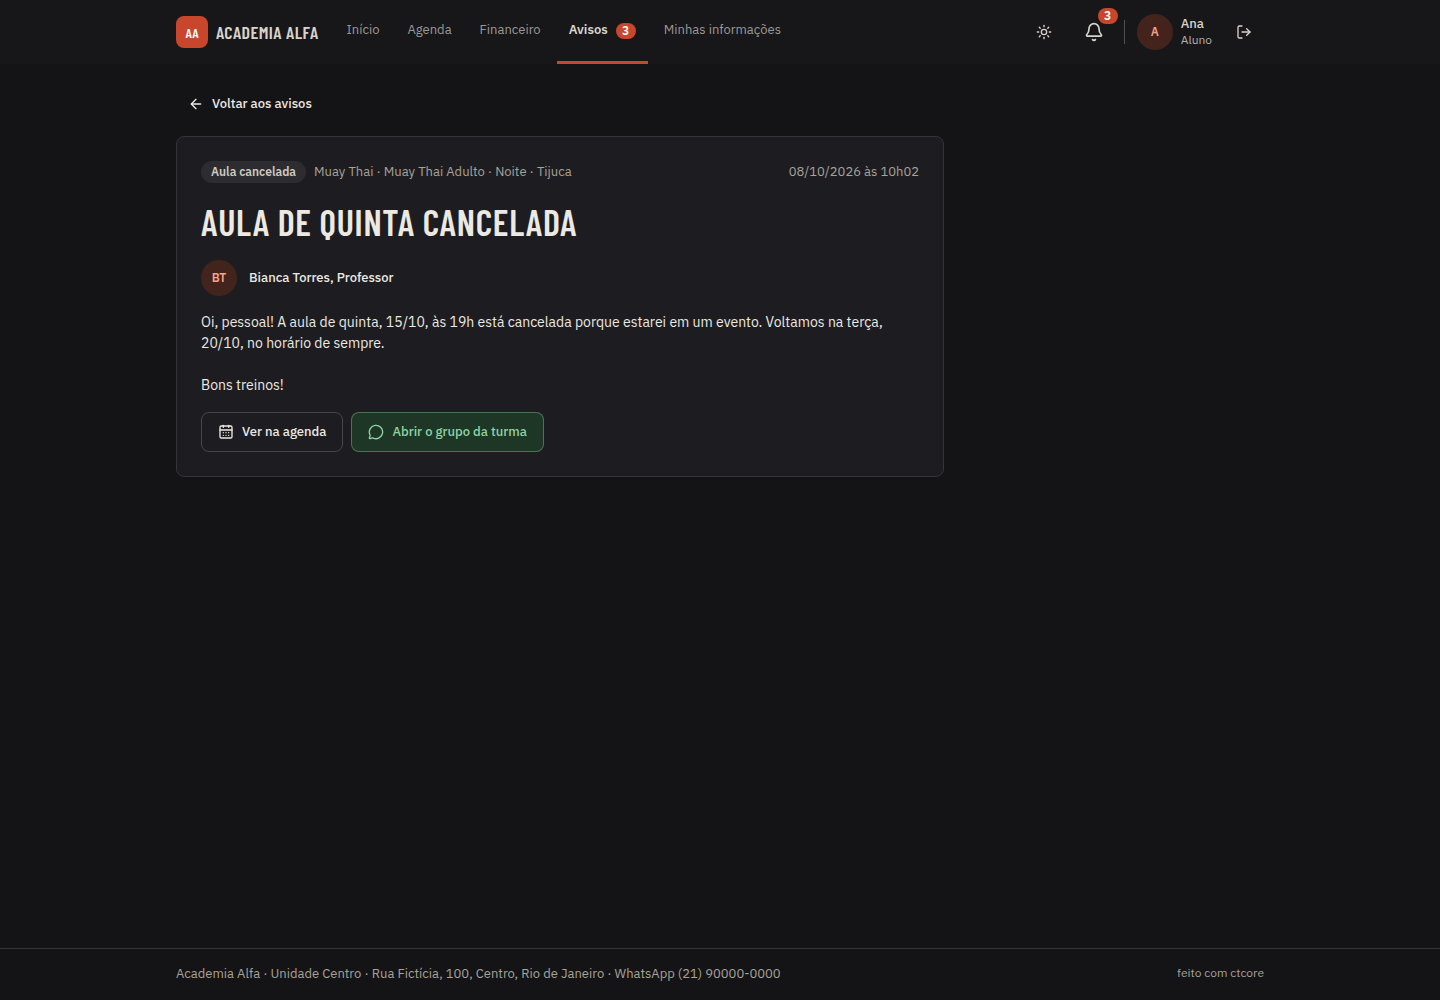 AA ACADEMIA ALFA Início Agenda Financeiro Avisos 3 Minhas informações 3 A Ana
Aluno
Voltar aos avisos
Aula cancelada Muay Thai · Muay Thai Adulto · Noite · Tijuca 08/10/2026 às 10h02
AULA DE QUINTA CANCELADA
BT Bianca Torres, Professor
Oi, pessoal! A aula de quinta, 15/10, às 19h está cancelada porque estarei em um evento. Voltamos na terça,
20/10, no horário de sempre.
Bons treinos!
Ver na agenda Abrir o grupo da turma
Academia Alfa · Unidade Centro · Rua Fictícia, 100, Centro, Rio de Janeiro · WhatsApp (21) 90000-0000 feito com ctcore